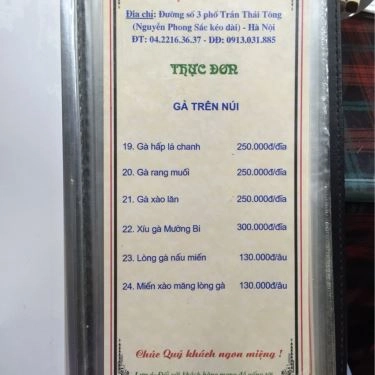 Địa chỉ: Đường số 3 phố Trần Thái Tông
(Nguyễn Phong Sắc kéo dài) - Hà Nội
ĐT: 04.2216.36.37 - DĐ: 0913.031.885
THỰC ĐƠN
GÀ TRÊN NÚI
19. Gà hấp lá chanh 250.000đ/đĩa
20. Gà rang muối 250.000đ/đĩa
21. Gà xào lăn 250.000đ/đĩa
22. Xíu gà Mường Bi 300.000đ/đĩa
23. Lòng gà nấu miến 130.000đ/âu
24. Miến xào măng lòng gà 130.000đ/âu
Chúc Quý khách ngon miệng !